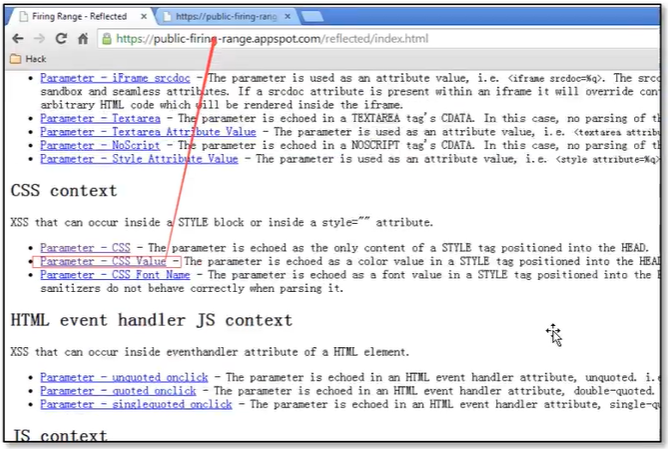 Firing Range - Reflected
https://public-firing-rang
https://public-firing-range.appspot.com/reflected/index.html
Hack
Parameter - iFrame srcdoc - The parameter is used as an attribute value, i.e. <iframe srcdoc=%q>. The srcd
sandbox and seamless attributes. If a srcdoc attribute is present within an iframe it will override con
arbitrary HTML code which will be rendered inside the iframe.
Parameter - Textarea - The parameter is echoed in a TEXTAREA tag's CDATA. In this case, no parsing of th
Parameter - Textarea Attribute Value - The parameter is used as an attribute value, i.e. <textarea attribu
Parameter - NoScript - The parameter is echoed in a NOSCRIPT tag's CDATA. In this case, no parsing of th
Parameter - Style Attribute Value - The parameter is used as an attribute value, i.e. <style attribute=%q>
CSS context
XSS that can occur inside a STYLE block or inside a style="" attribute.
Parameter - CSS - The parameter is echoed as the only content of a STYLE tag positioned into the HEAD.
Parameter - CSS Value - The parameter is echoed as a color value in a STYLE tag positioned into the HEAD
Parameter - CSS Font Name - The parameter is echoed as a font value in a STYLE tag positioned into the H
sanitizers do not behave correctly when parsing it.
HTML event handler JS context
XSS that can occur inside eventhandler attribute of a HTML element.
Parameter - unquoted onclick - The parameter is echoed in an HTML event handler attribute, unquoted. i.e
Parameter - quoted onclick - The parameter is echoed in an HTML event handler attribute, double-quoted.
Parameter - singlequoted onclick - The parameter is echoed in an HTML event handler attribute, single-qu
JS context